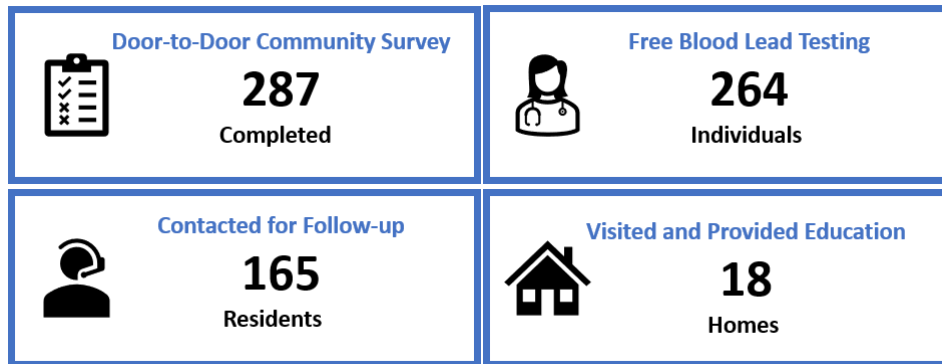 Door-to-Door Community Survey
287
Completed
Free Blood Lead Testing
264
Individuals
Contacted for Follow-up
165
Residents
Visited and Provided Education
18
Homes